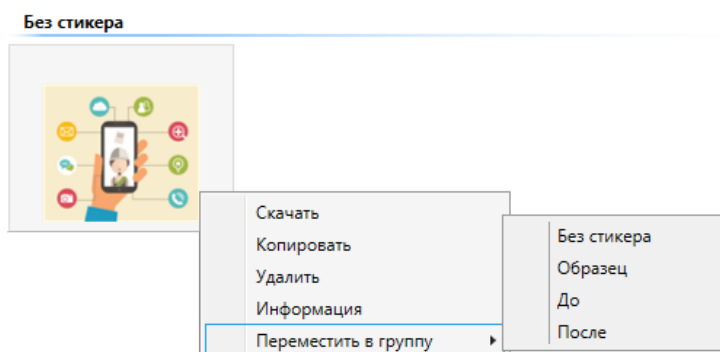 Без стикера
Скачать
Копировать
Удалить
Информация
Переместить в группу
Без стикера
Образец
До
После